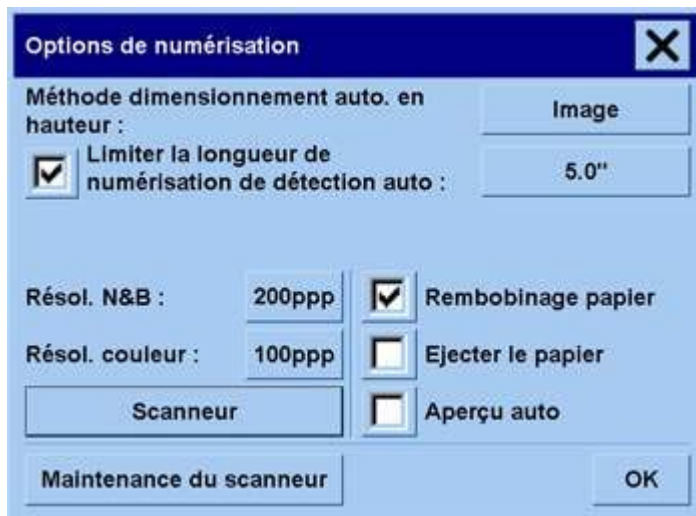 Options de numérisation
Méthode dimensionnement auto. en
hauteur :
Image
Limiter la longueur de
numérisation de détection auto :
5.0"
Résol. N&B :
200ppp
Rembobinage papier
Résol. couleur :
100ppp
Ejecter le papier
Scanneur
Aperçu auto
Maintenance du scanneur
OK